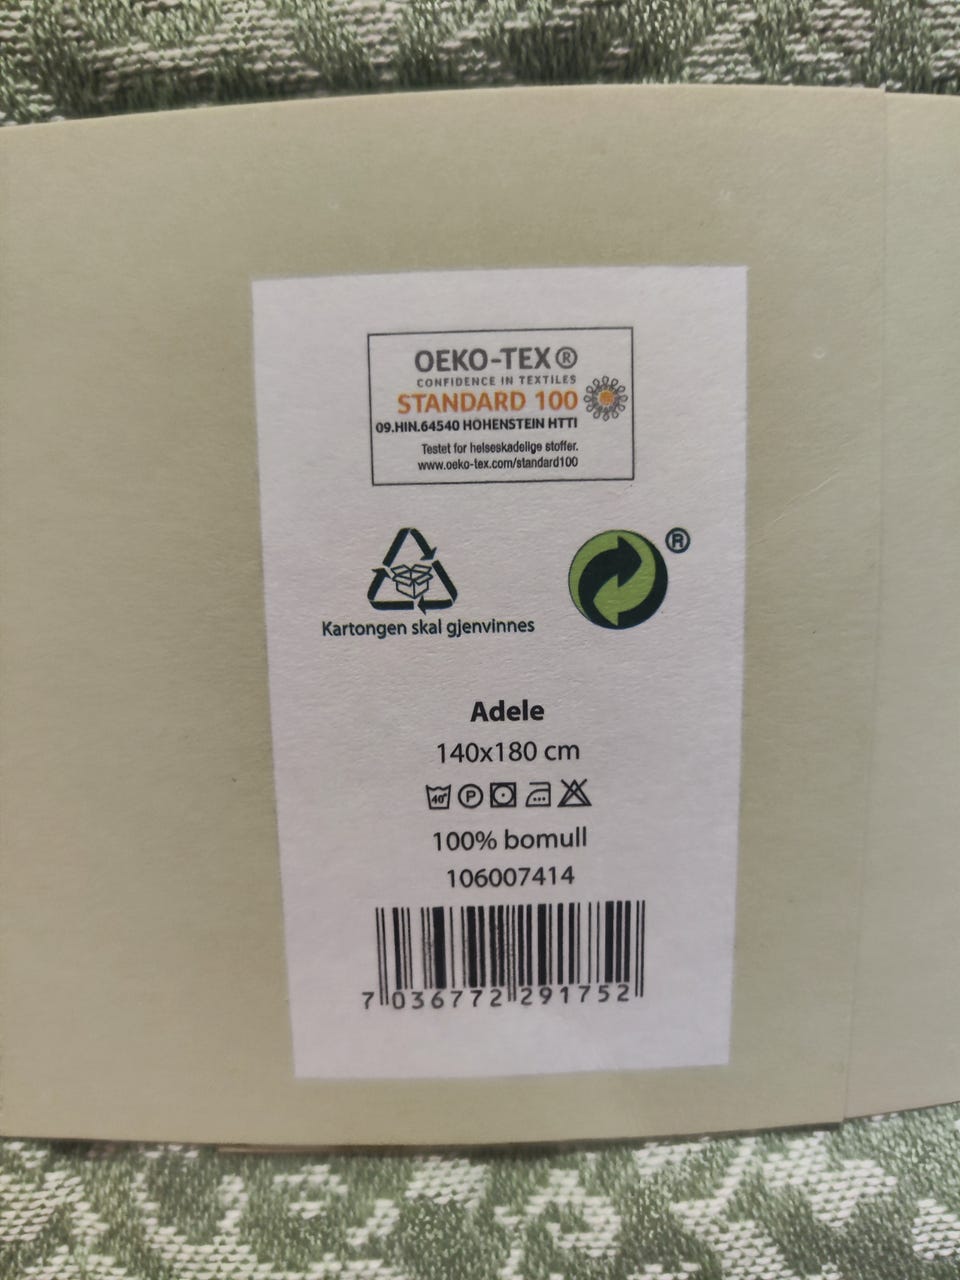 OEKO-TEX®
CONFIDENCE IN TEXTILES
STANDARD 100
09.HIN.64540 HOHENSTEIN HTTI
Testet for helseskadelige stoffer.
www.oeko-tex.com/standard100
®
Kartongen skal gjenvinnes
Adele
140x180 cm
40° P
100% bomull
106007414
7 036772 291752